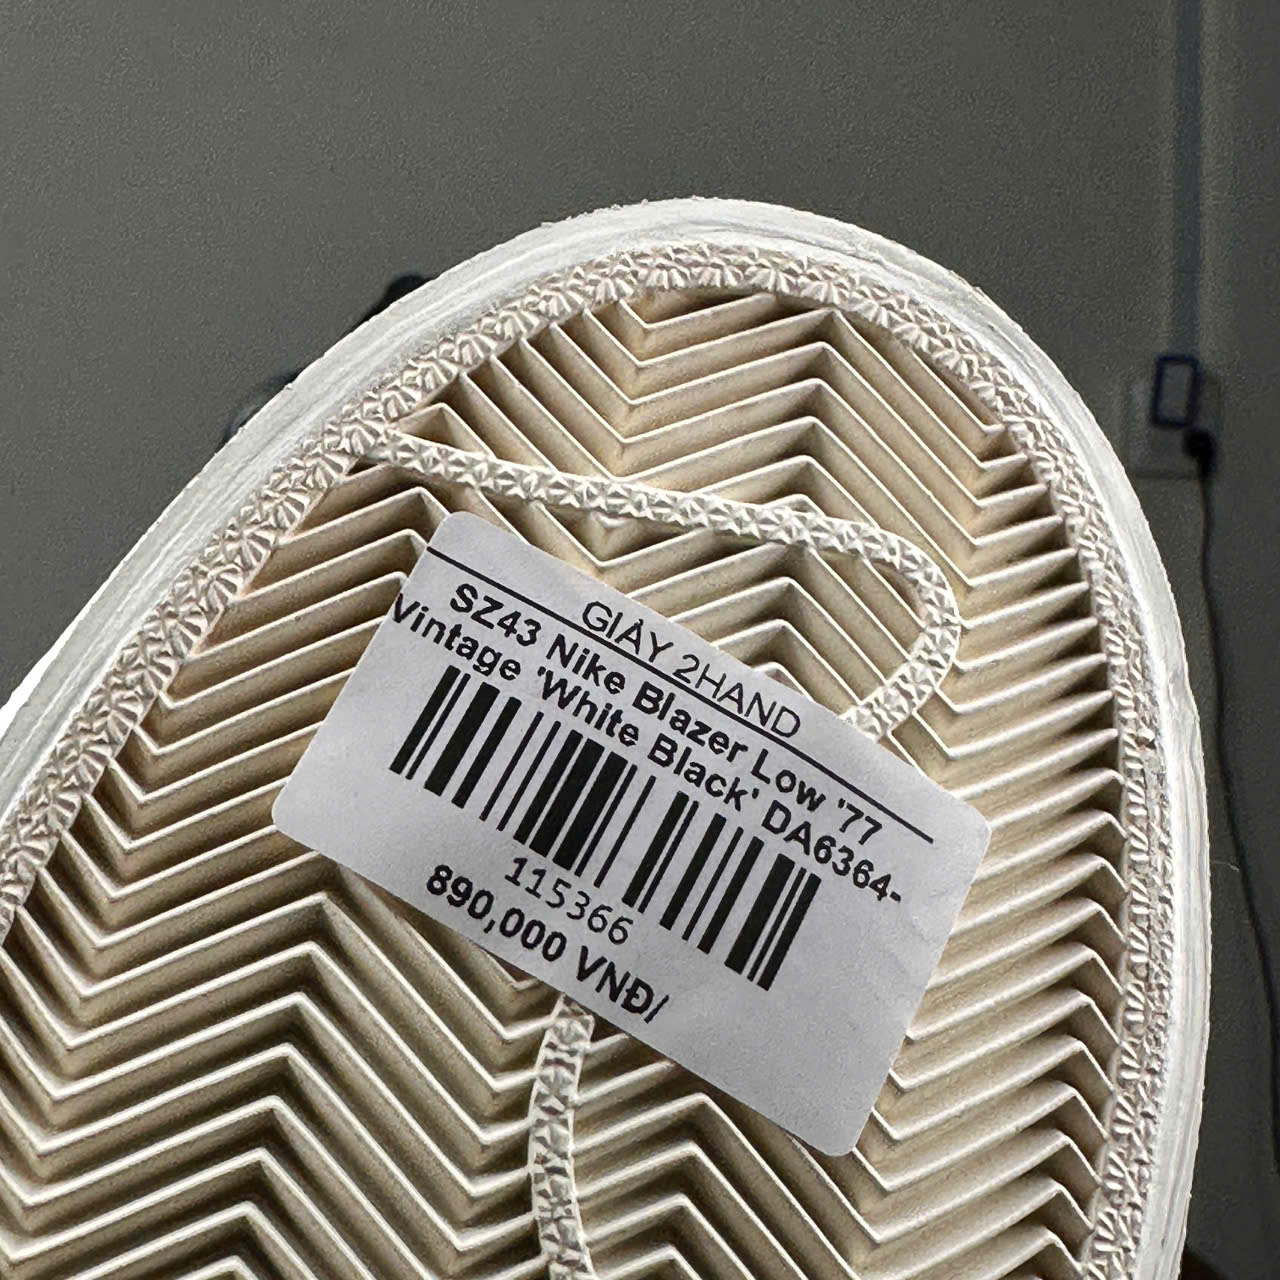 GIÀY 2HAND
SZ43 Nike Blazer Low '77
Vintage 'White Black' DA6364-
115366
890,000 VNĐ/